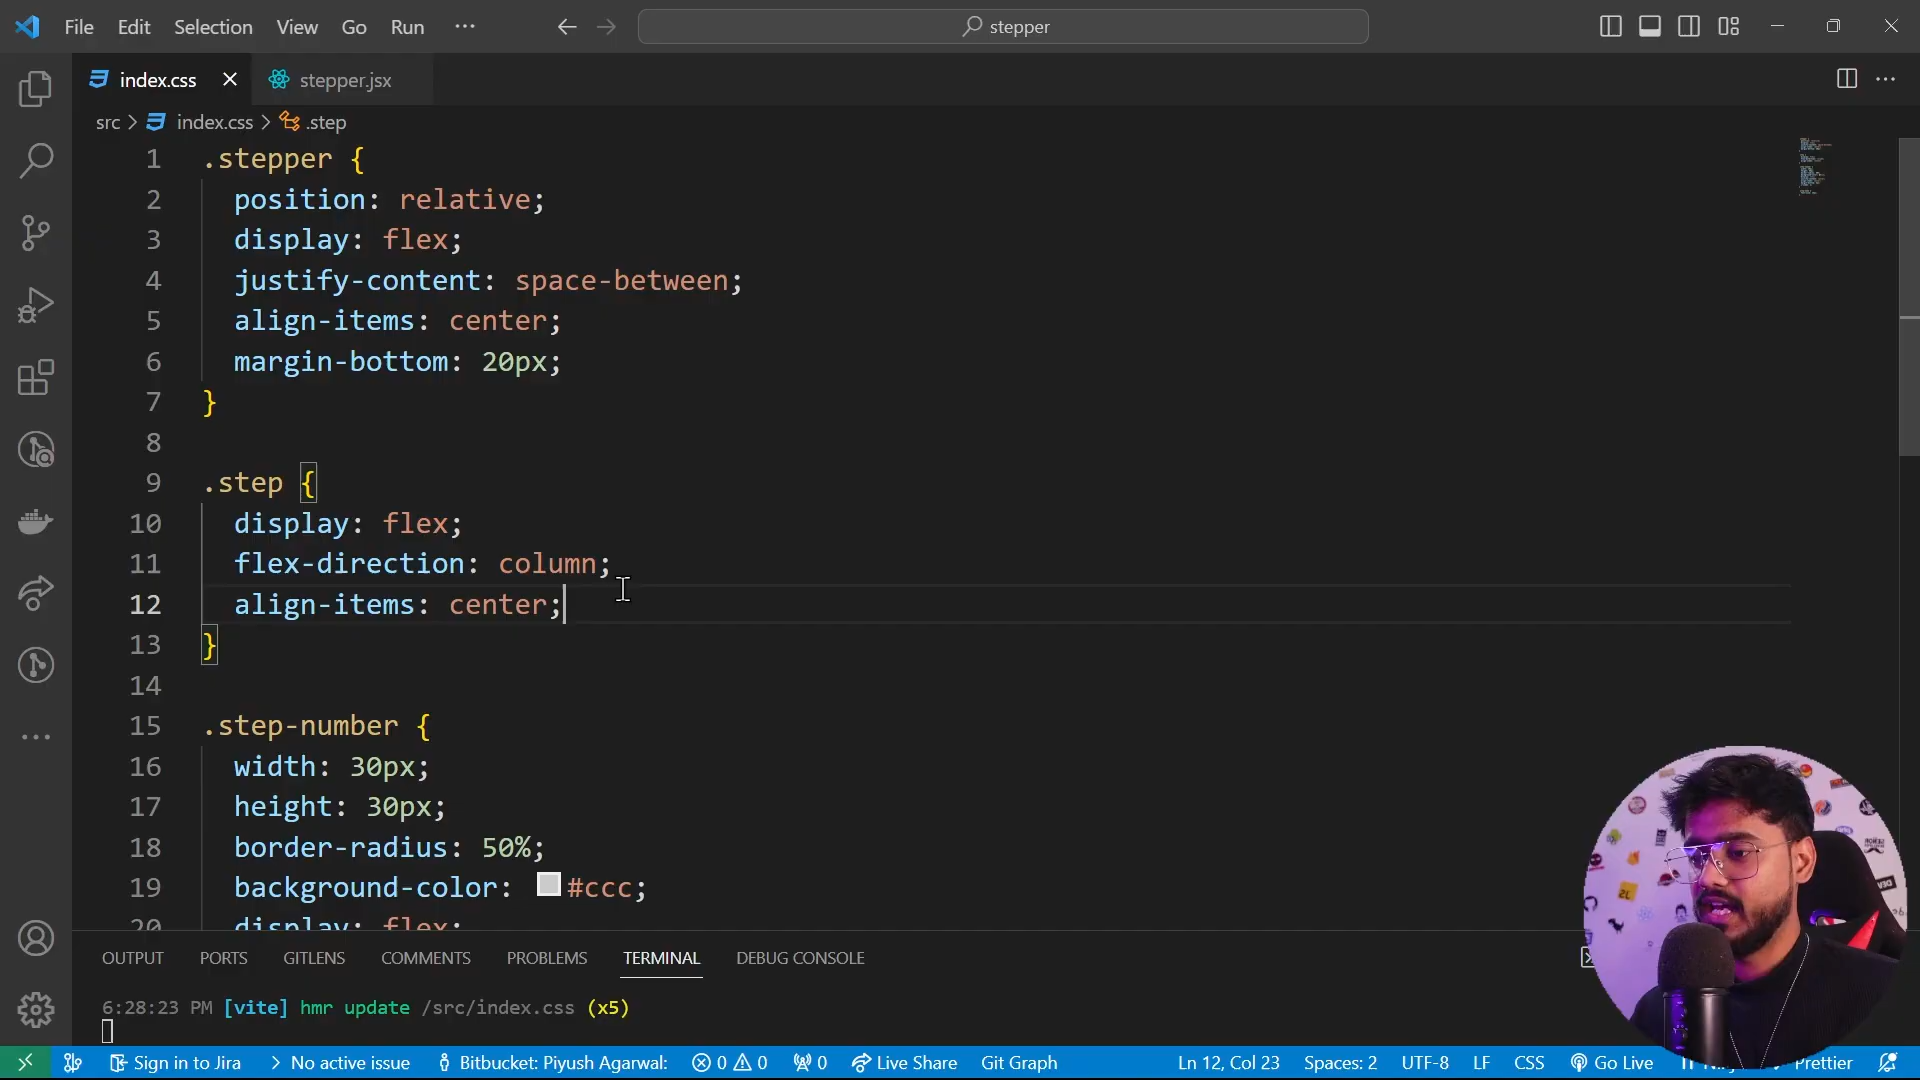 File Edit Selection View Go Run ··· stepper
index.css stepper.jsx
src > index.css > .step
1 .stepper {
2 position: relative;
3 display: flex;
4 justify-content: space-between;
5 align-items: center;
6 margin-bottom: 20px;
7 }
8
9 .step {
10 display: flex;
11 flex-direction: column;
12 align-items: center;
13 }
14
15 .step-number {
16 width: 30px;
17 height: 30px;
18 border-radius: 50%;
19 background-color: #ccc;
20 display: flex;
OUTPUT PORTS GITLENS COMMENTS PROBLEMS TERMINAL DEBUG CONSOLE
6:28:23 PM [vite] hmr update /src/index.css (x5)
Sign in to Jira No active issue Bitbucket: Piyush Agarwal: 0 0 0 Live Share Git Graph Ln 12, Col 23 Spaces: 2 UTF-8 LF CSS Go Live Prettier